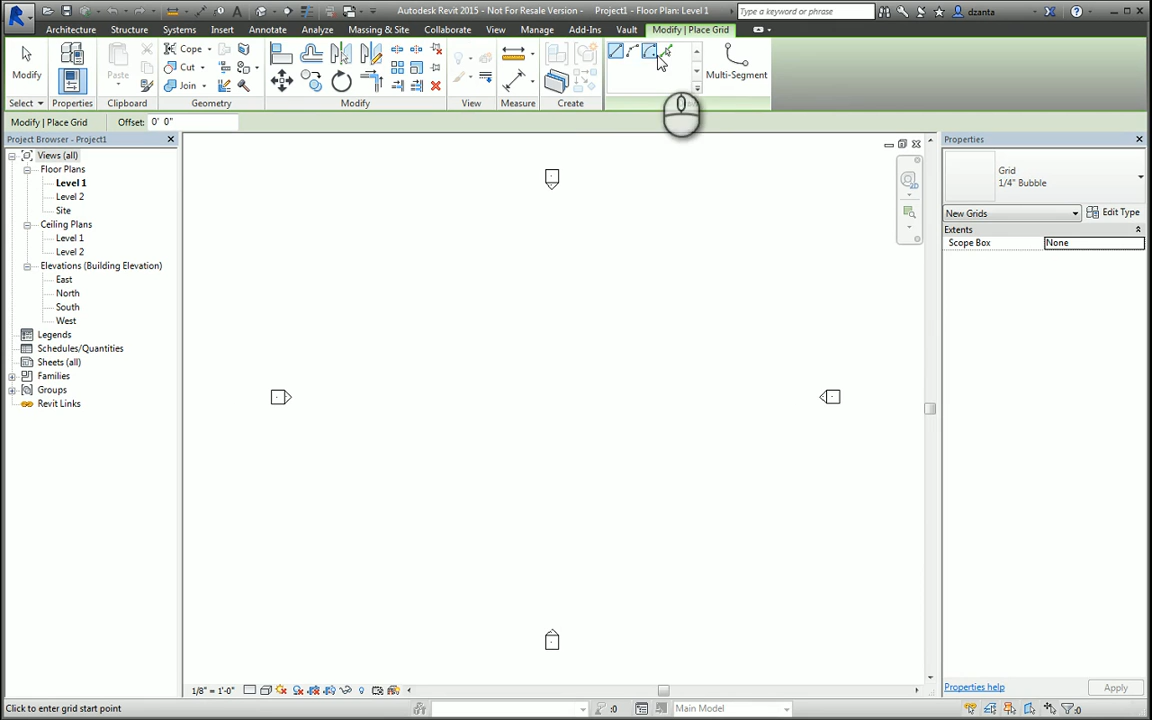 Autodesk Revit 2015 - Not For Resale Version - Project1 - Floor Plan: Level 1
Type a keyword or phrase
dzanta
Architecture Structure Systems Insert Annotate Analyze Massing & Site Collaborate View Manage Add-Ins Vault Modify | Place Grid
Modify Paste Cope Cut Join Multi-Segment
Select Properties Clipboard Geometry Modify View Measure Create
Modify | Place Grid Offset: 0' 0"
Project Browser - Project1
Views (all)
Floor Plans
Level 1
Level 2
Site
Ceiling Plans
Level 1
Level 2
Elevations (Building Elevation)
East
North
South
West
Legends
Schedules/Quantities
Sheets (all)
Families
Groups
Revit Links
2D
Properties
Grid
1/4" Bubble
New Grids Edit Type
Extents
Scope Box None
Properties help Apply
1/8" = 1'-0"
Click to enter grid start point
:0 Main Model :0